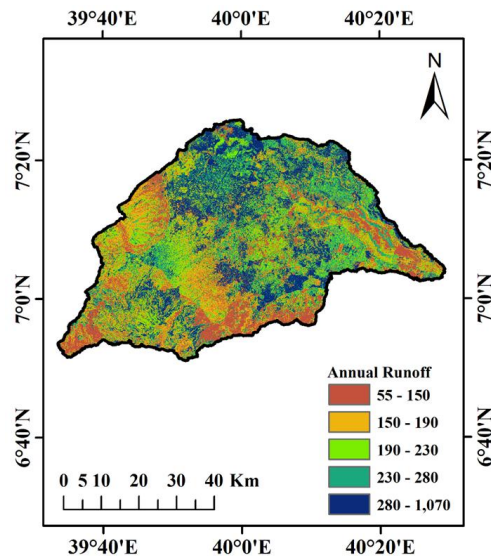 39°40'E 40°0'E 40°20'E
N
7°20'N 7°20'N
7°0'N 7°0'N
6°40'N 6°40'N
Annual Runoff
55 - 150
150 - 190
190 - 230
230 - 280
280 - 1,070
0 5 10 20 30 40 Km
39°40'E 40°0'E 40°20'E